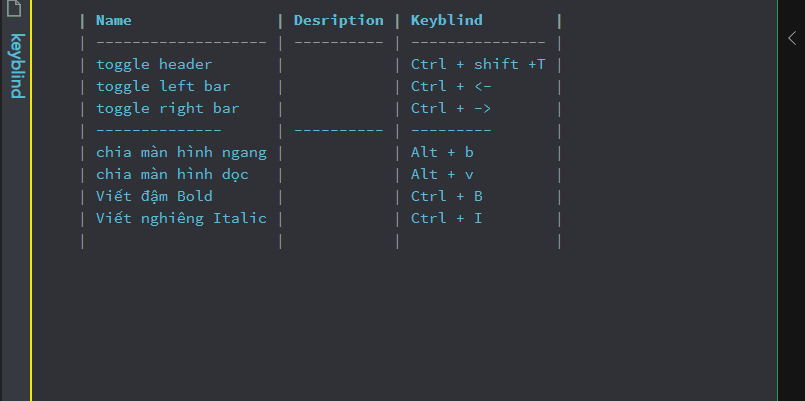 keyblind
| Name | Desription | Keyblind |
| ------------------- | ---------- | --------------- |
| toggle header | | Ctrl + shift +T |
| toggle left bar | | Ctrl + <- |
| toggle right bar | | Ctrl + -> |
| -------------- | ---------- | --------- |
| chia màn hình ngang | | Alt + b |
| chia màn hình dọc | | Alt + v |
| Viết đậm Bold | | Ctrl + B |
| Viết nghiêng Italic | | Ctrl + I |
| | | |